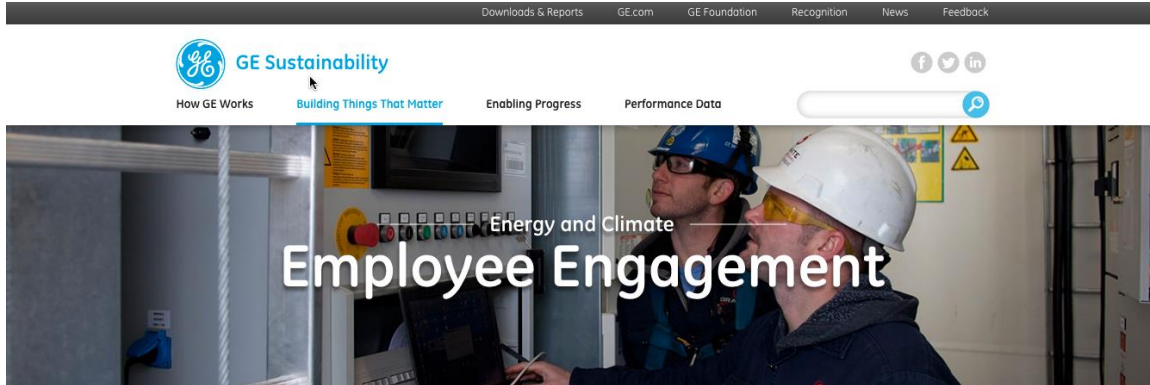 Downloads & Reports GE.com GE Foundation Recognition News Feedback
GE Sustainability
How GE Works Building Things That Matter Enabling Progress Performance Data
Energy and Climate
Employee Engagement